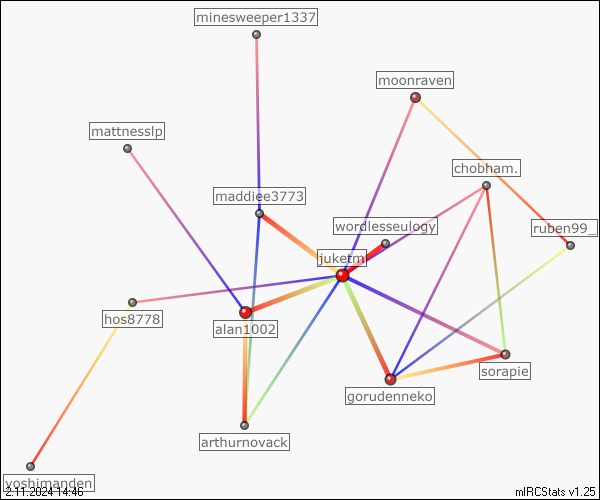 minesweeper1337
moonraven
mattnesslp
chobham.
maddiee3773
wordlesseulogy
ruben99_
juketm
hos8778
alan1002
sorapie
gorudenneko
arthurnovack
yoshimanden
2.11.2024 14:46
mIRCStats v1.25